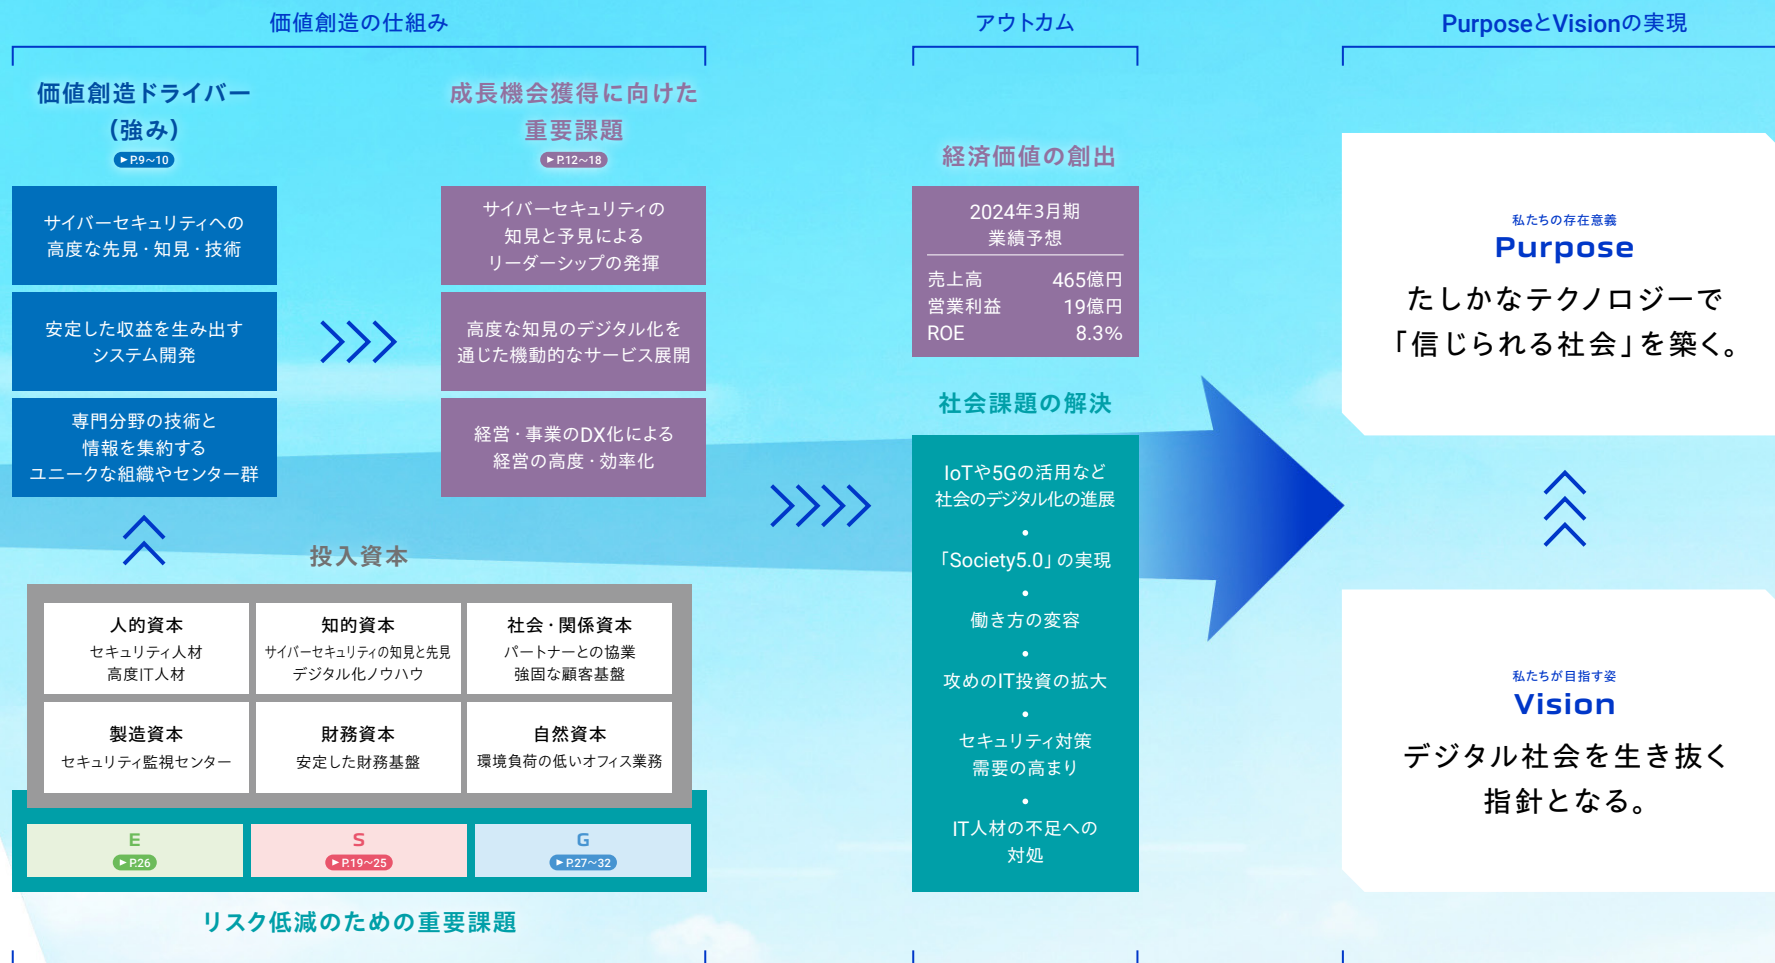 価値創造の仕組み
価値創造ドライバー
（強み）
▶P.9〜10
サイバーセキュリティへの
高度な先見・知見・技術
安定した収益を生み出す
システム開発
専門分野の技術と
情報を集約する
ユニークな組織やセンター群
成長機会獲得に向けた
重要課題
▶P.12〜18
サイバーセキュリティの
知見と予見による
リーダーシップの発揮
高度な知見のデジタル化を
通じた機動的なサービス展開
経営・事業のDX化による
経営の高度・効率化
投入資本
人的資本
セキュリティ人材
高度IT人材
知的資本
サイバーセキュリティの知見と先見
デジタル化ノウハウ
社会・関係資本
パートナーとの協業
強固な顧客基盤
製造資本
セキュリティ監視センター
財務資本
安定した財務基盤
自然資本
環境負荷の低いオフィス業務
E
▶P.26
S
▶P.19〜25
G
▶P.27〜32
リスク低減のための重要課題
アウトカム
経済価値の創出
2024年3月期
業績予想
売上高 465億円
営業利益 19億円
ROE 8.3%
社会課題の解決
IoTや5Gの活用など
社会のデジタル化の進展
・
「Society5.0」の実現
・
働き方の変容
・
攻めのIT投資の拡大
・
セキュリティ対策
需要の高まり
・
IT人材の不足への
対処
PurposeとVisionの実現
私たちの存在意義
Purpose
たしかなテクノロジーで
「信じられる社会」を築く。
私たちが目指す姿
Vision
デジタル社会を生き抜く
指針となる。